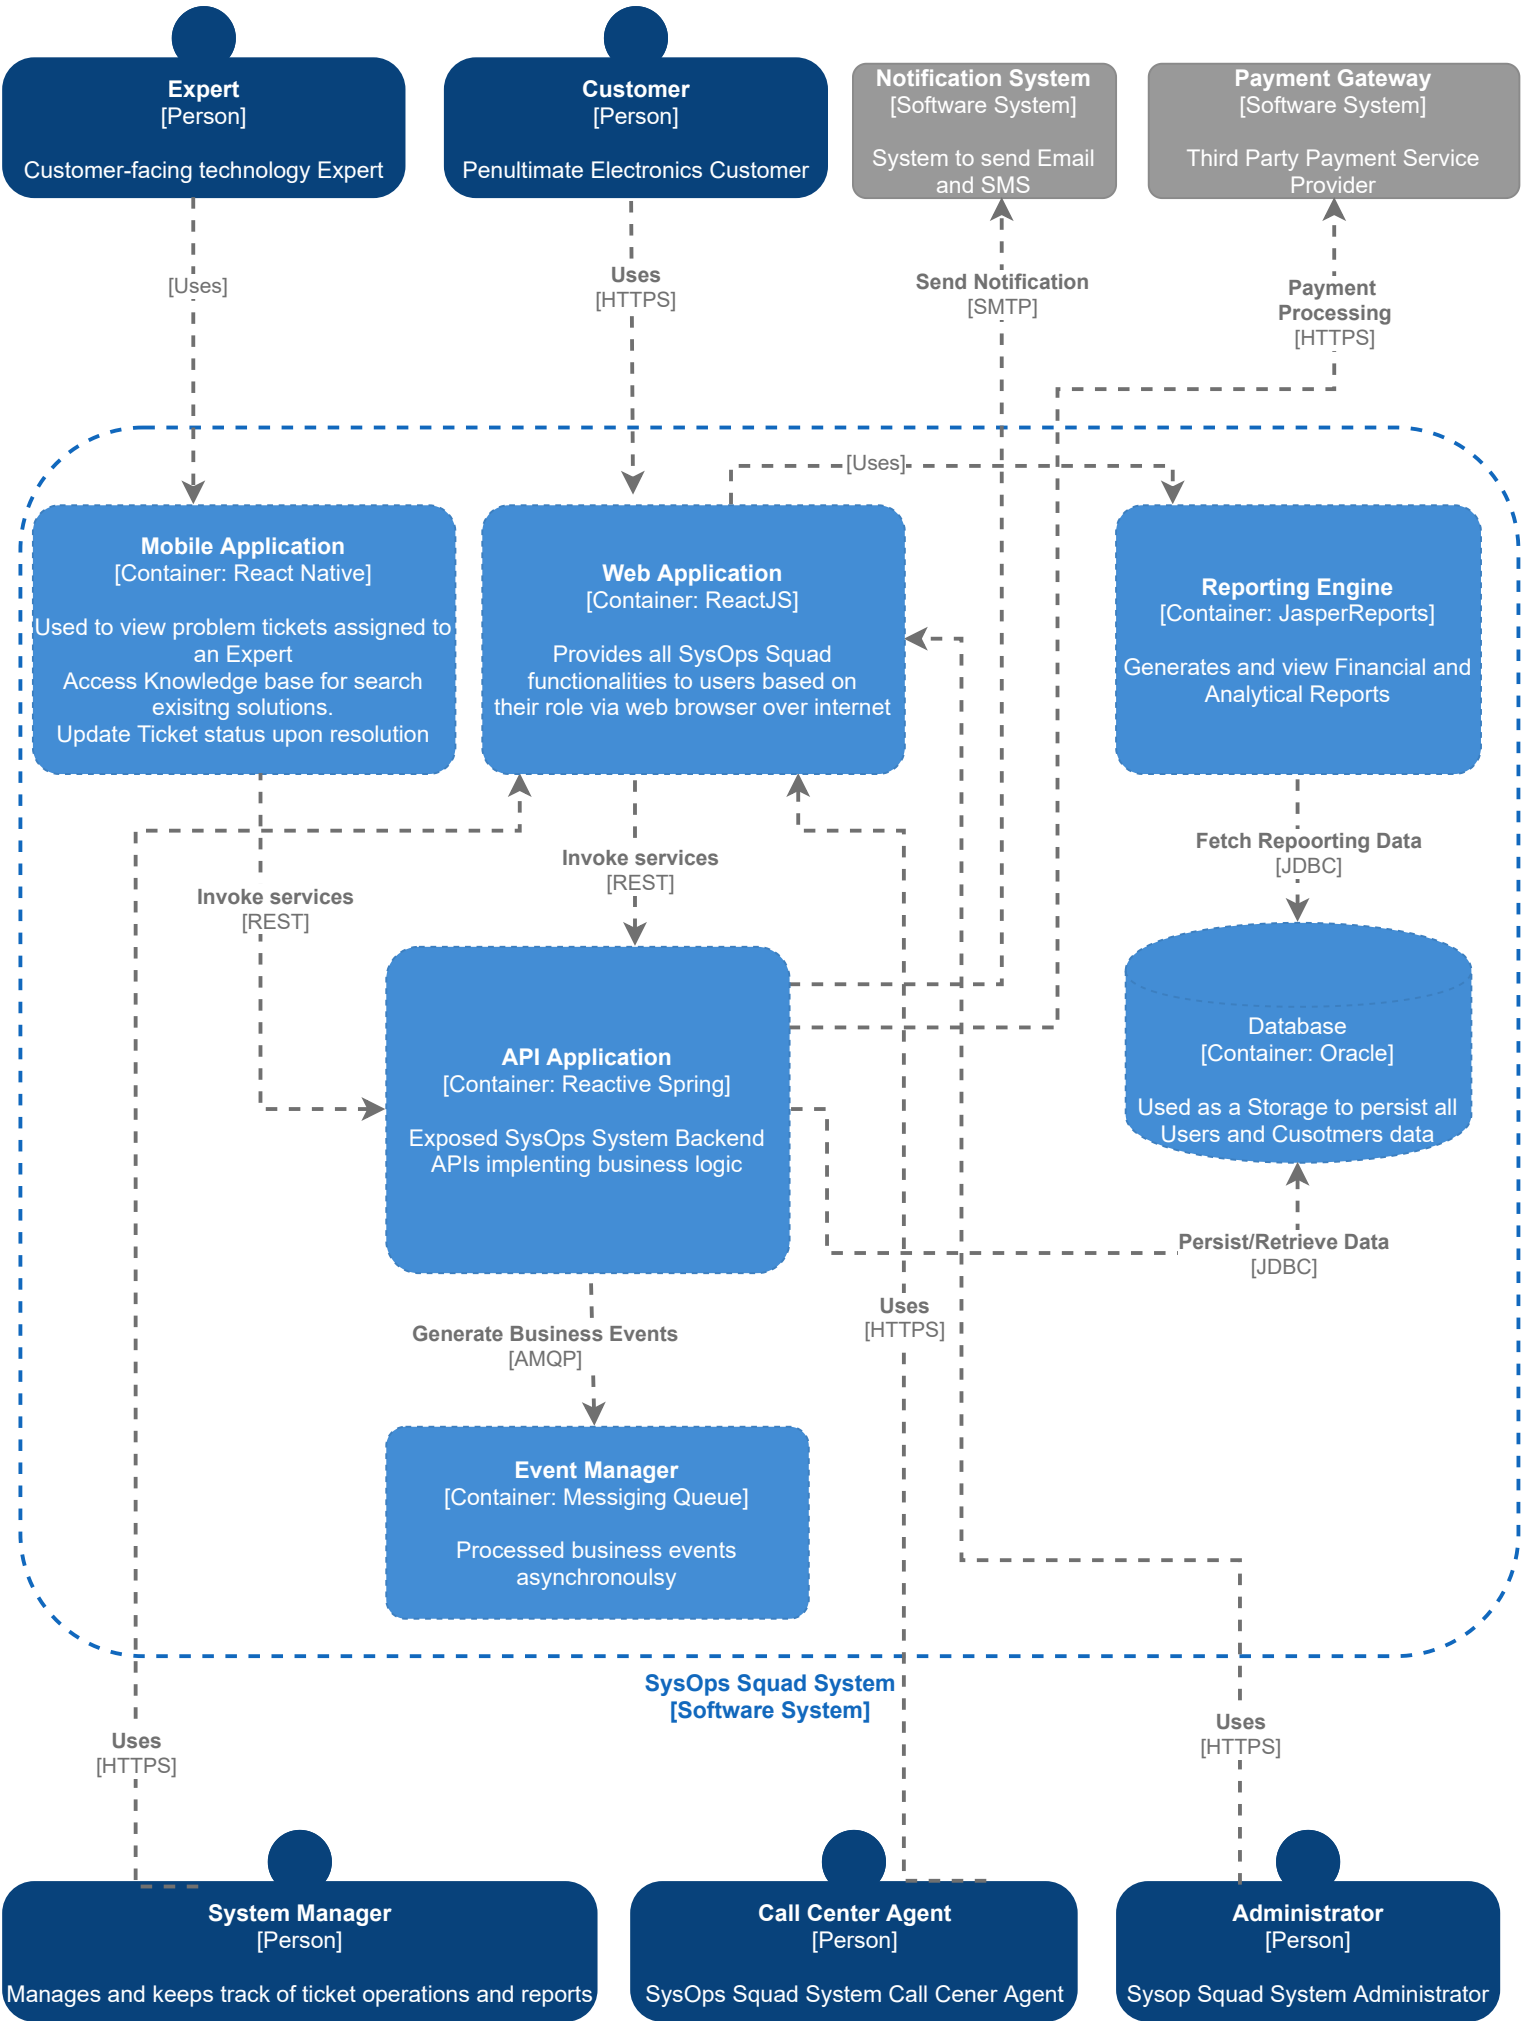 Expert
[Person]
Customer-facing technology Expert
Customer
[Person]
Penultimate Electronics Customer
Notification System
[Software System]
System to send Email
and SMS
Payment Gateway
[Software System]
Third Party Payment Service
Provider
[Uses]
Uses
[HTTPS]
Send Notification
[SMTP]
Payment
Processing
[HTTPS]
[Uses]
Mobile Application
[Container: React Native]
Used to view problem tickets assigned to
an Expert
Access Knowledge base for search
exisitng solutions.
Update Ticket status upon resolution
Web Application
[Container: ReactJS]
Provides all SysOps Squad
functionalities to users based on
their role via web browser over internet
Reporting Engine
[Container: JasperReports]
Generates and view Financial and
Analytical Reports
Invoke services
[REST]
Invoke services
[REST]
Fetch Repoorting Data
[JDBC]
API Application
[Container: Reactive Spring]
Exposed SysOps System Backend
APIs implenting business logic
Database
[Container: Oracle]
Used as a Storage to persist all
Users and Cusotmers data
Persist/Retrieve Data
[JDBC]
Generate Business Events
[AMQP]
Uses
[HTTPS]
Event Manager
[Container: Messiging Queue]
Processed business events
asynchronoulsy
SysOps Squad System
[Software System]
Uses
[HTTPS]
Uses
[HTTPS]
System Manager
[Person]
Manages and keeps track of ticket operations and reports
Call Center Agent
[Person]
SysOps Squad System Call Cener Agent
Administrator
[Person]
Sysop Squad System Administrator